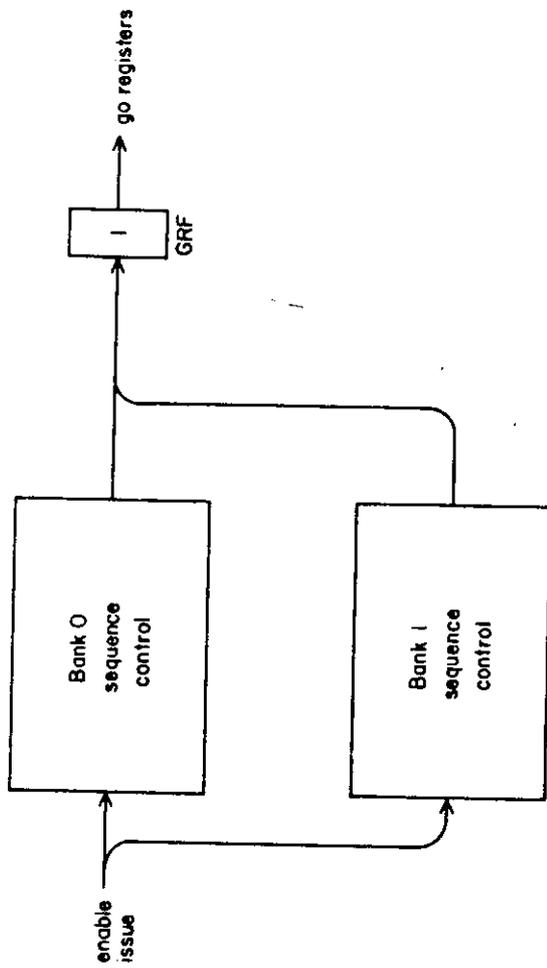 enable
issue
Bank 0
sequence
control
Bank 1
sequence
control
1
GRF
go registers